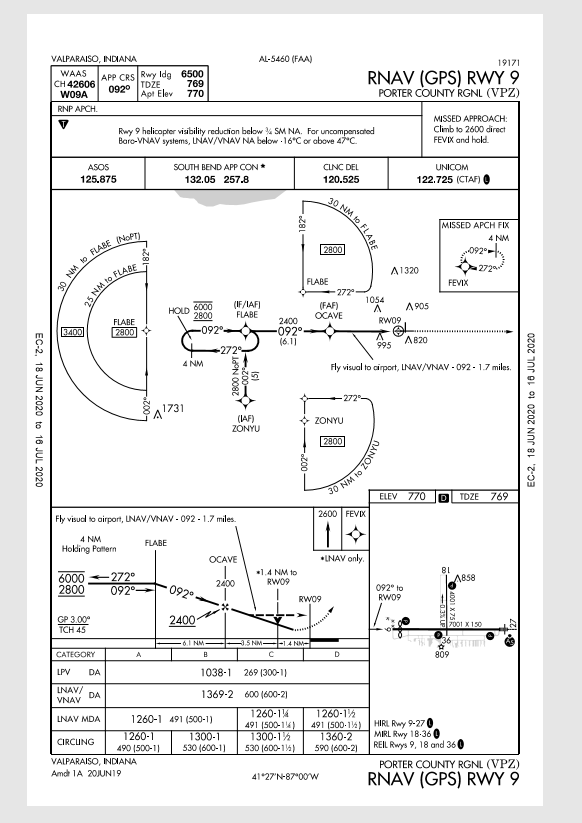 VALPARAISO, INDIANA
AL-5460 (FAA)
19171
WAAS
CH 42606
W09A
APP CRS
092°
Rwy ldg 6500
TDZE 769
Apt Elev 770
RNAV (GPS) RWY 9
PORTER COUNTY RGNL (VPZ)
RNP APCH.
T
Rwy 9 helicopter visibility reduction below ¾ SM NA. For uncompensated
Baro-VNAV systems, LNAV/VNAV NA below -16°C or above 47°C.
MISSED APPROACH:
Climb to 2600 direct
FEVIX and hold.
ASOS
125.875
SOUTH BEND APP CON *
132.05 257.8
CLNC DEL
120.525
UNICOM
122.725 (CTAF) L
30 NM to FLABE
182°
2800
FLABE
272°
MISSED APCH FIX
4 NM
092°
272°
FEVIX
30 NM to FLABE (NoPT)
25 NM to FLABE
182°
3400
FLABE
2800
002°
1731
1320
1054
905
RW09
995
820
HOLD
6000
2800
(IF/IAF)
FLABE
092°
272°
4 NM
2400
092°
(6.1)
(FAF)
OCAVE
Fly visual to airport, LNAV/VNAV - 092 - 1.7 miles.
2800 NoPT
002°
(5)
(IAF)
ZONYU
272°
ZONYU
2800
002°
30 NM to ZONYU
EC-2, 18 JUN 2020 to 16 JUL 2020
EC-2, 18 JUN 2020 to 16 JUL 2020
ELEV 770
D
TDZE 769
Fly visual to airport, LNAV/VNAV - 092 - 1.7 miles.
2600
FEVIX
*LNAV only.
4 NM
Holding Pattern
FLABE
OCAVE
2400
*1.4 NM to
RW09
RW09
6000
2800
272°
092°
092°
2400
GP 3.00°
TCH 45
6.1 NM
3.5 NM
1.4 NM
092° to
RW09
18
858
4001 X 75
0.3% UP
7001 X 150
9
27
36
809
CATEGORY
A
B
C
D
LPV DA
1038-1 269 (300-1)
LNAV/
VNAV DA
1369-2 600 (600-2)
LNAV MDA
1260-1 491 (500-1)
1260-1¼
491 (500-1¼)
1260-1½
491 (500-1½)
CIRCLING
1260-1
490 (500-1)
1300-1
530 (600-1)
1300-1½
530 (600-1½)
1360-2
590 (600-2)
HIRL Rwy 9-27 L
MIRL Rwy 18-36 L
REIL Rwys 9, 18 and 36 L
VALPARAISO, INDIANA
Amdt 1A 20JUN19
41°27'N-87°00'W
PORTER COUNTY RGNL (VPZ)
RNAV (GPS) RWY 9